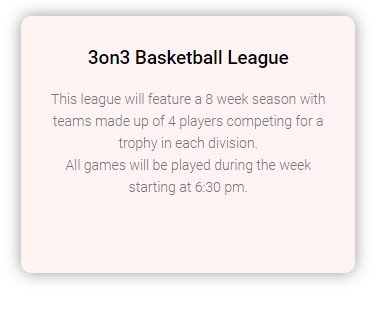 3on3 Basketball League
This league will feature a 8 week season with
teams made up of 4 players competing for a
trophy in each division.
All games will be played during the week
starting at 6:30 pm.